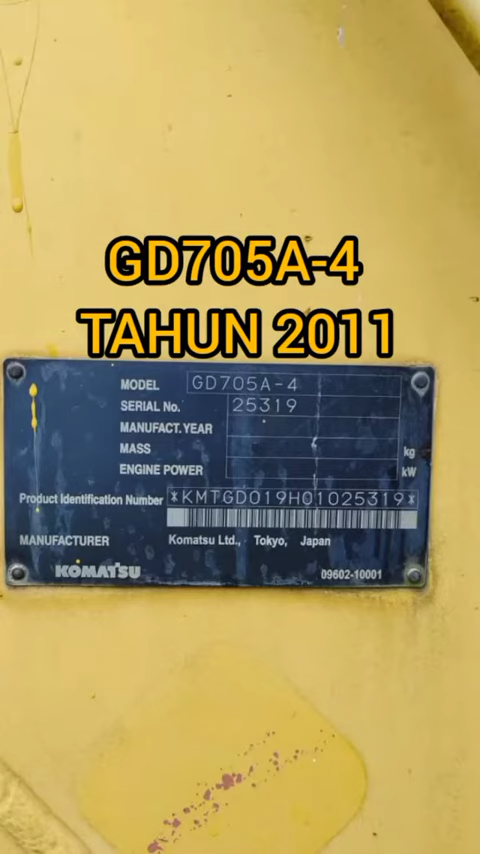 GD705A-4
TAHUN 2011
MODEL GD705A-4
SERIAL No. 25319
MANUFACT. YEAR
MASS kg
ENGINE POWER kW
Product Identification Number *KMTGD019H01025319*
MANUFACTURER Komatsu Ltd., Tokyo, Japan
KOMATSU 09602-10001